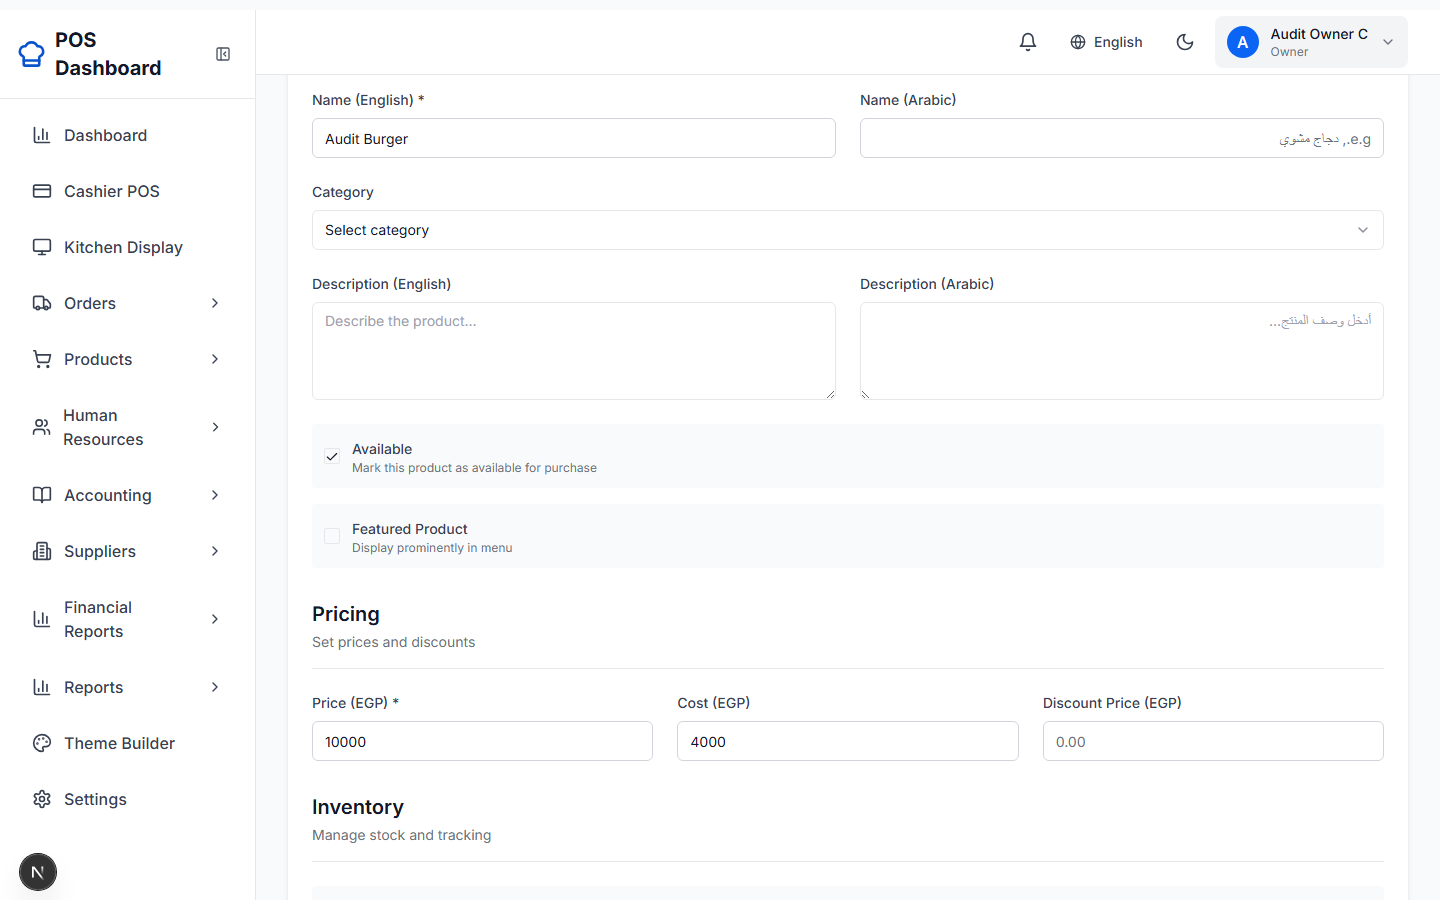 POS
Dashboard
English
A
Audit Owner C
Owner
Dashboard
Cashier POS
Kitchen Display
Orders
Products
Human
Resources
Accounting
Suppliers
Financial
Reports
Reports
Theme Builder
Settings
N
Name (English) *
Name (Arabic)
Audit Burger
e.g., دجاج مشوي
Category
Select category
Description (English)
Description (Arabic)
Describe the product...
أدخل وصف المنتج...
Available
Mark this product as available for purchase
Featured Product
Display prominently in menu
Pricing
Set prices and discounts
Price (EGP) *
Cost (EGP)
Discount Price (EGP)
10000
4000
0.00
Inventory
Manage stock and tracking